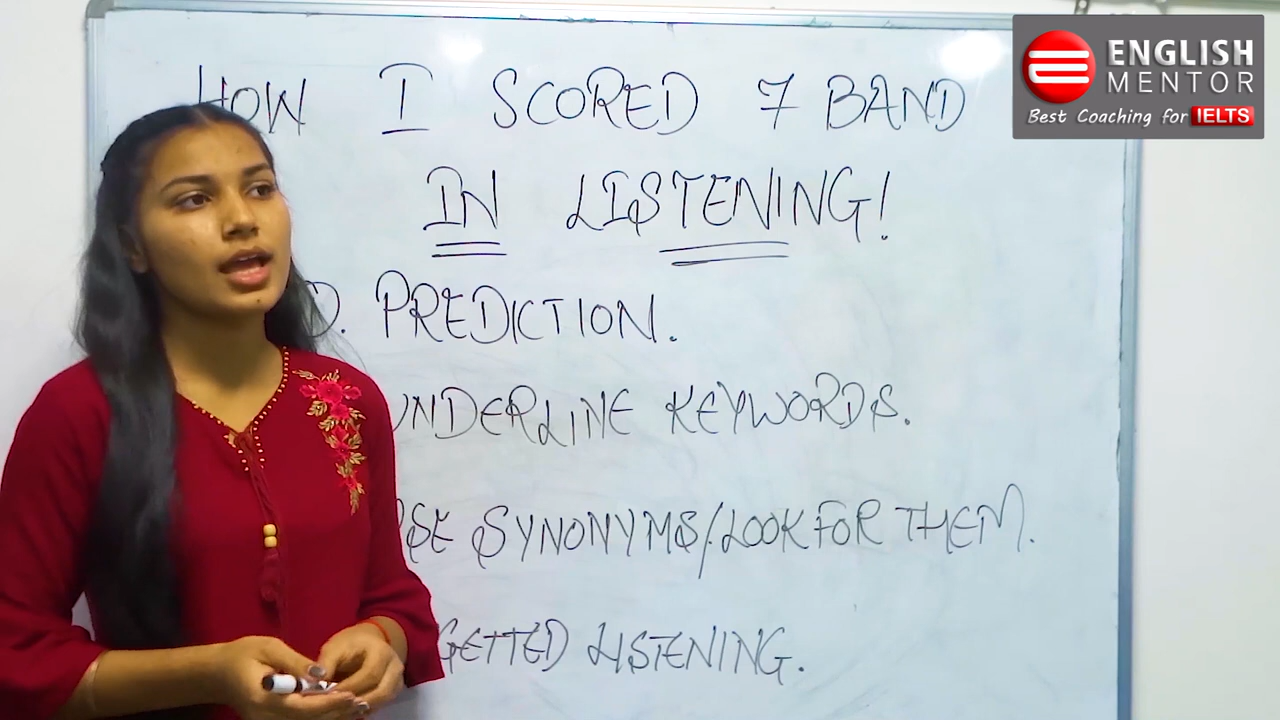 HOW I SCORED 7 BAND
IN LISTENING!
PREDICTION.
UNDERLINE KEYWORDS.
SYNONYMS/LOOK FOR THEM.
LISTENING.
ENGLISH
MENTOR
Best Coaching for IELTS